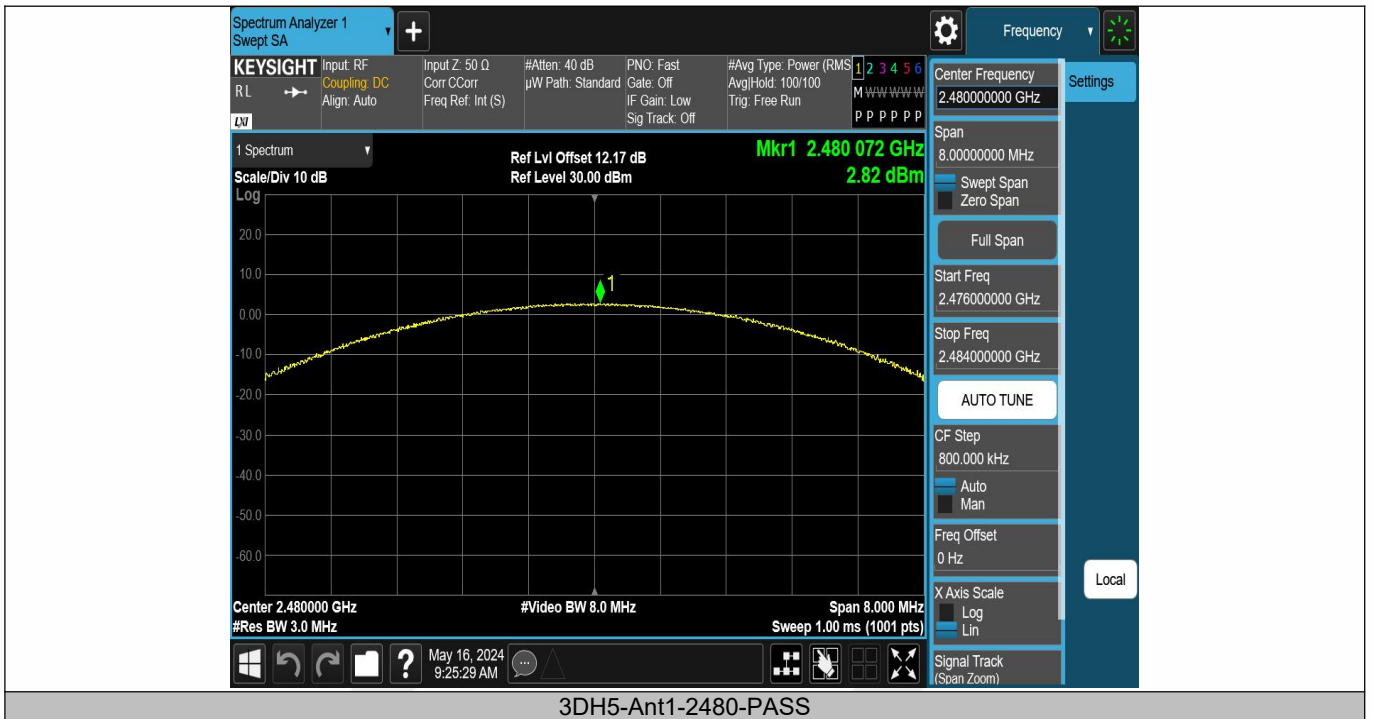 Spectrum Analyzer 1
Swept SA
+
Frequency
KEYSIGHT
RL
LXI
Input: RF
Coupling: DC
Align: Auto
Input Z: 50 Ω
Corr CCorr
Freq Ref: Int (S)
#Atten: 40 dB
µW Path: Standard
PNO: Fast
Gate: Off
IF Gain: Low
Sig Track: Off
#Avg Type: Power (RMS
Avg|Hold: 100/100
Trig: Free Run
1 2 3 4 5 6
M W W W W W
P P P P P P
1 Spectrum
Scale/Div 10 dB
Ref Lvl Offset 12.17 dB
Ref Level 30.00 dBm
Mkr1 2.480 072 GHz
2.82 dBm
Log
20.0
10.0
0.00
-10.0
-20.0
-30.0
-40.0
-50.0
-60.0
1
Center 2.480000 GHz
#Res BW 3.0 MHz
#Video BW 8.0 MHz
Span 8.000 MHz
Sweep 1.00 ms (1001 pts)
?
May 16, 2024
9:25:29 AM
Center Frequency
2.480000000 GHz
Settings
Span
8.00000000 MHz
Swept Span
Zero Span
Full Span
Start Freq
2.476000000 GHz
Stop Freq
2.484000000 GHz
AUTO TUNE
CF Step
800.000 kHz
Auto
Man
Freq Offset
0 Hz
X Axis Scale
Log
Lin
Local
Signal Track
(Span Zoom)
3DH5-Ant1-2480-PASS